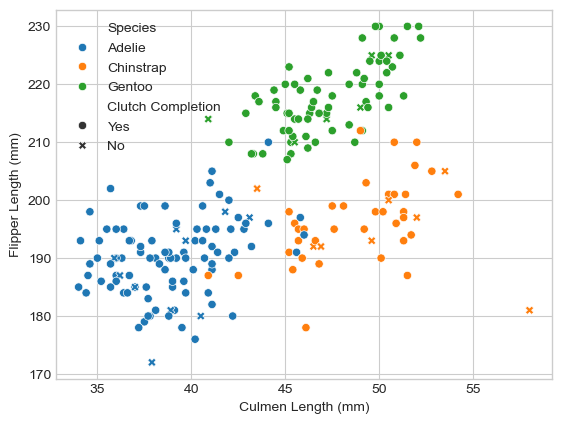 Species
Adelie
Chinstrap
Gentoo
Clutch Completion
Yes
No
Flipper Length (mm)
230
220
210
200
190
180
170
35 40 45 50 55
Culmen Length (mm)